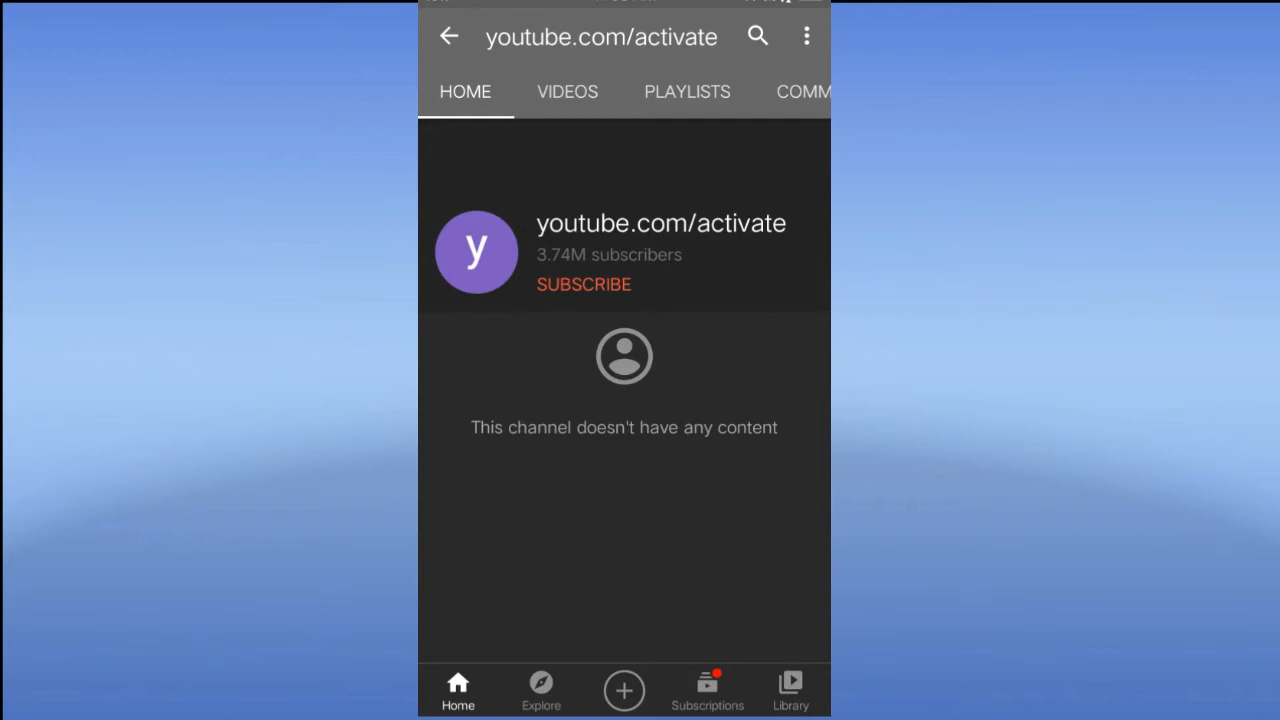 youtube.com/activate
HOME VIDEOS PLAYLISTS COMM
y
youtube.com/activate
3.74M subscribers
SUBSCRIBE
This channel doesn't have any content
Home Explore Subscriptions Library